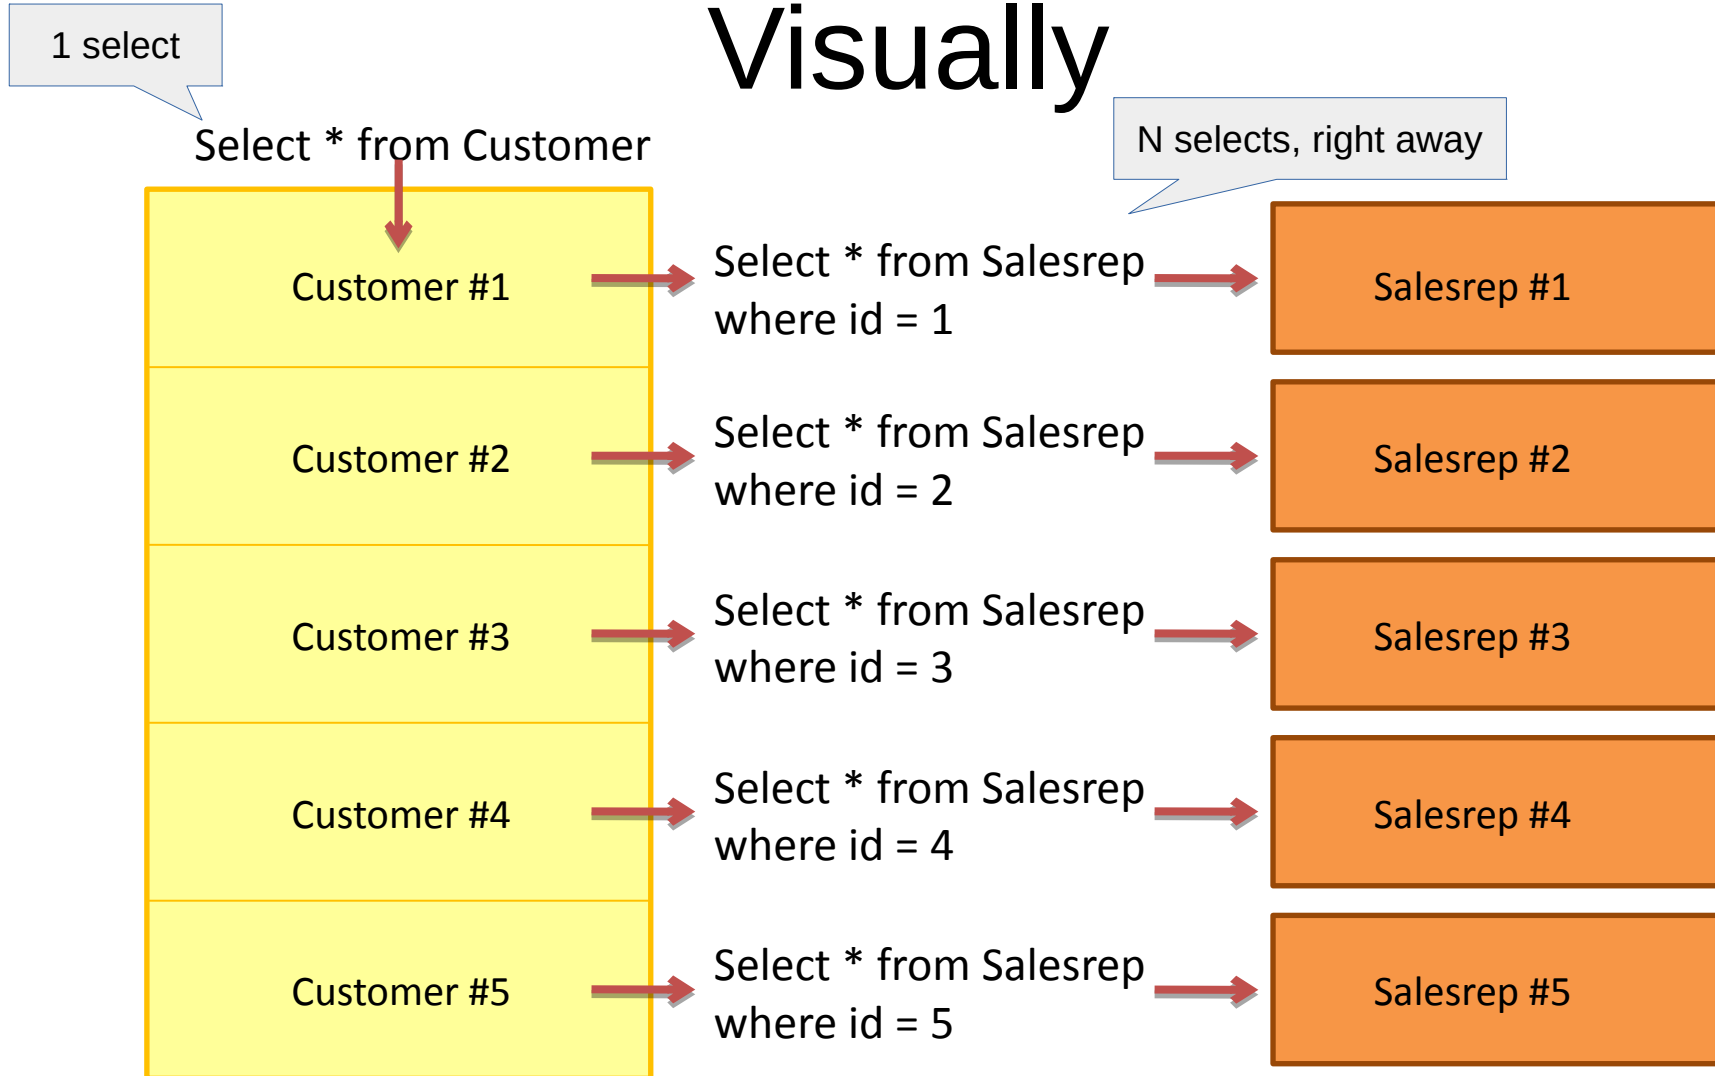 Visually
1 select
N selects, right away
Select * from Customer
Customer #1
Select * from Salesrep
where id = 1
Salesrep #1
Customer #2
Select * from Salesrep
where id = 2
Salesrep #2
Customer #3
Select * from Salesrep
where id = 3
Salesrep #3
Customer #4
Select * from Salesrep
where id = 4
Salesrep #4
Customer #5
Select * from Salesrep
where id = 5
Salesrep #5